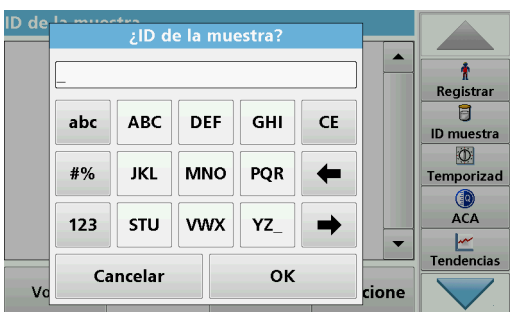 ID de la muestra
¿ID de la muestra?
_
abc ABC DEF GHI CE
#% JKL MNO PQR
123 STU VWX YZ_
Cancelar OK
Vo
cione
Registrar
ID muestra
Temporizad
ACA
Tendencias